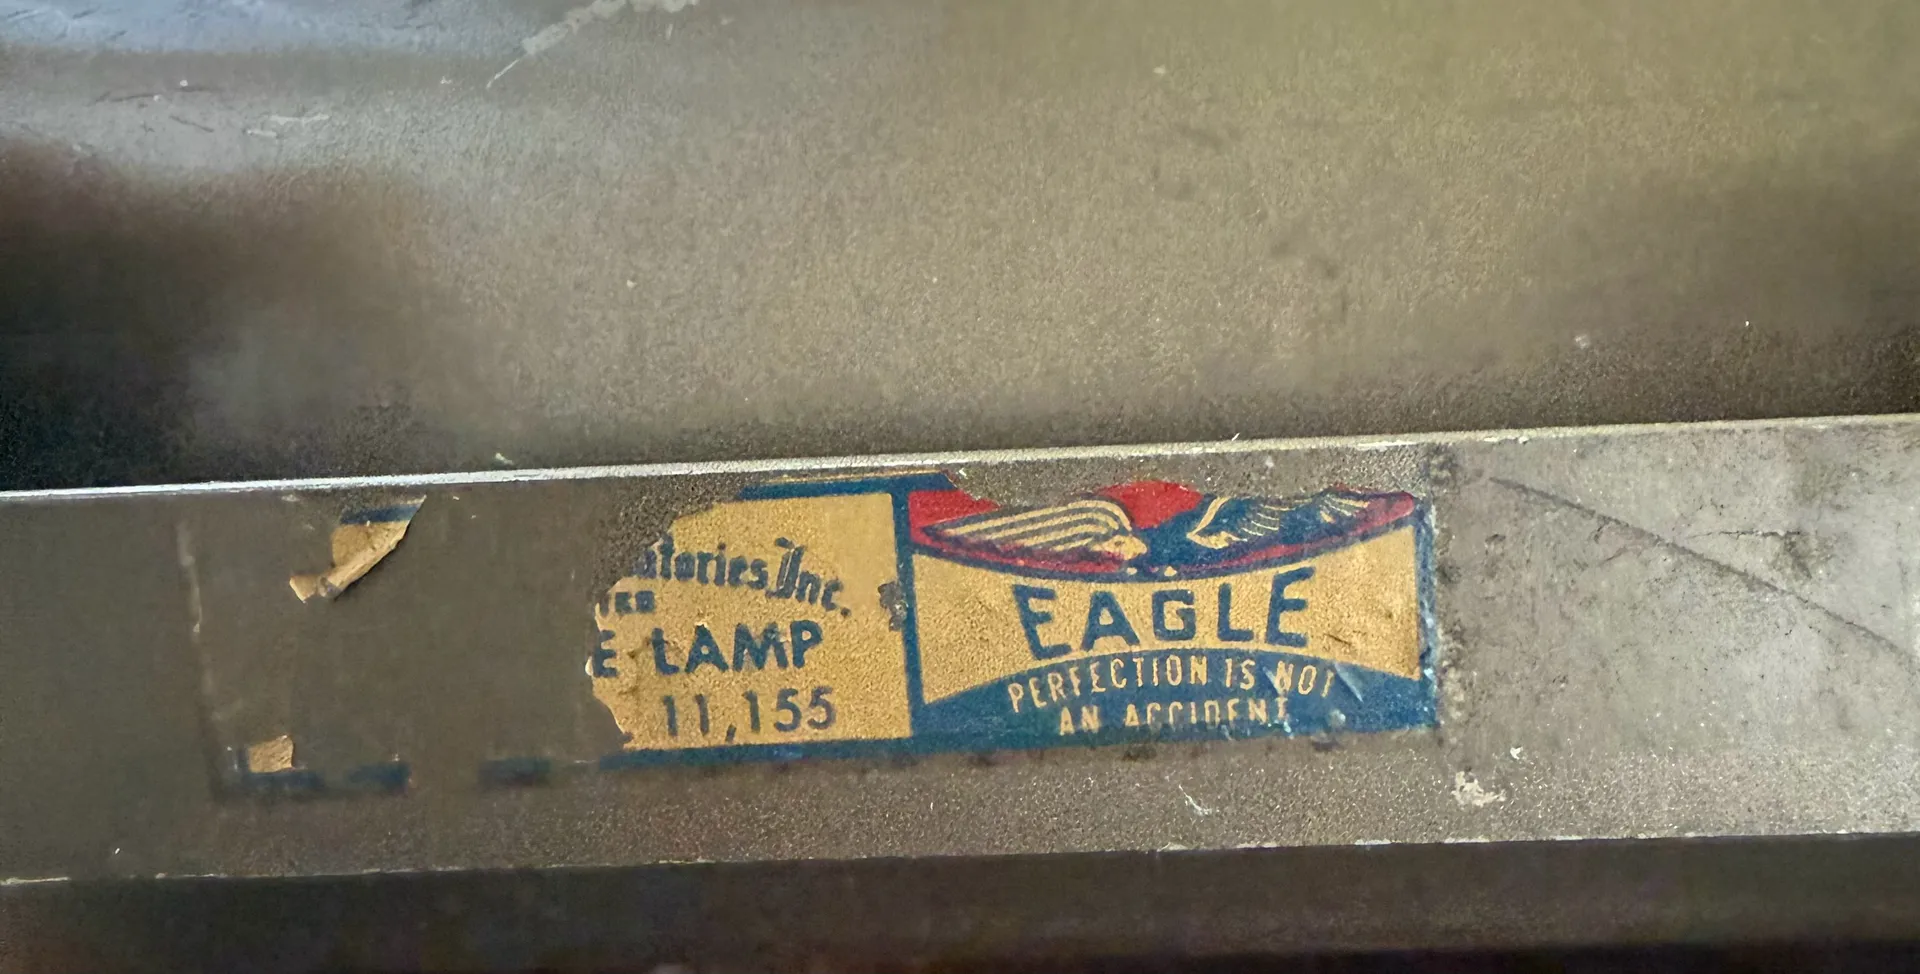 atories, Inc.
E LAMP
11,155
EAGLE
PERFECTION IS NOT
AN ACCIDENT